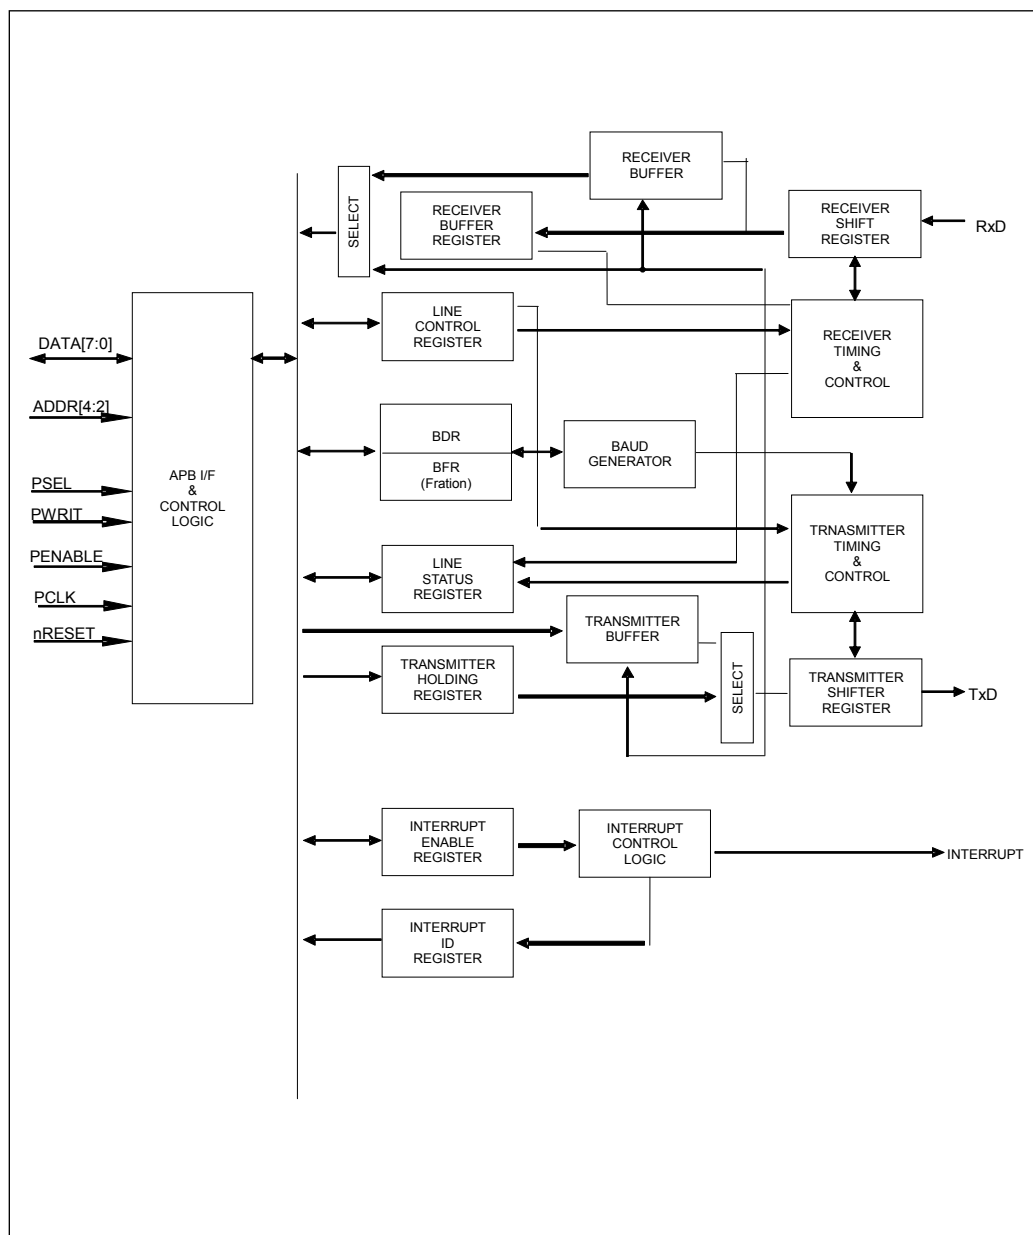 RECEIVER
BUFFER
SELECT
RECEIVER
BUFFER
REGISTER
RECEIVER
SHIFT
REGISTER
RxD
LINE
CONTROL
REGISTER
RECEIVER
TIMING
&
CONTROL
DATA[7:0]
ADDR[4:2]
PSEL
PWRIT
PENABLE
PCLK
nRESET
APB I/F
&
CONTROL
LOGIC
BDR
BFR
(Fration)
BAUD
GENERATOR
TRNASMITTER
TIMING
&
CONTROL
LINE
STATUS
REGISTER
TRANSMITTER
BUFFER
TRANSMITTER
HOLDING
REGISTER
SELECT
TRANSMITTER
SHIFTER
REGISTER
TxD
INTERRUPT
ENABLE
REGISTER
INTERRUPT
CONTROL
LOGIC
INTERRUPT
INTERRUPT
ID
REGISTER